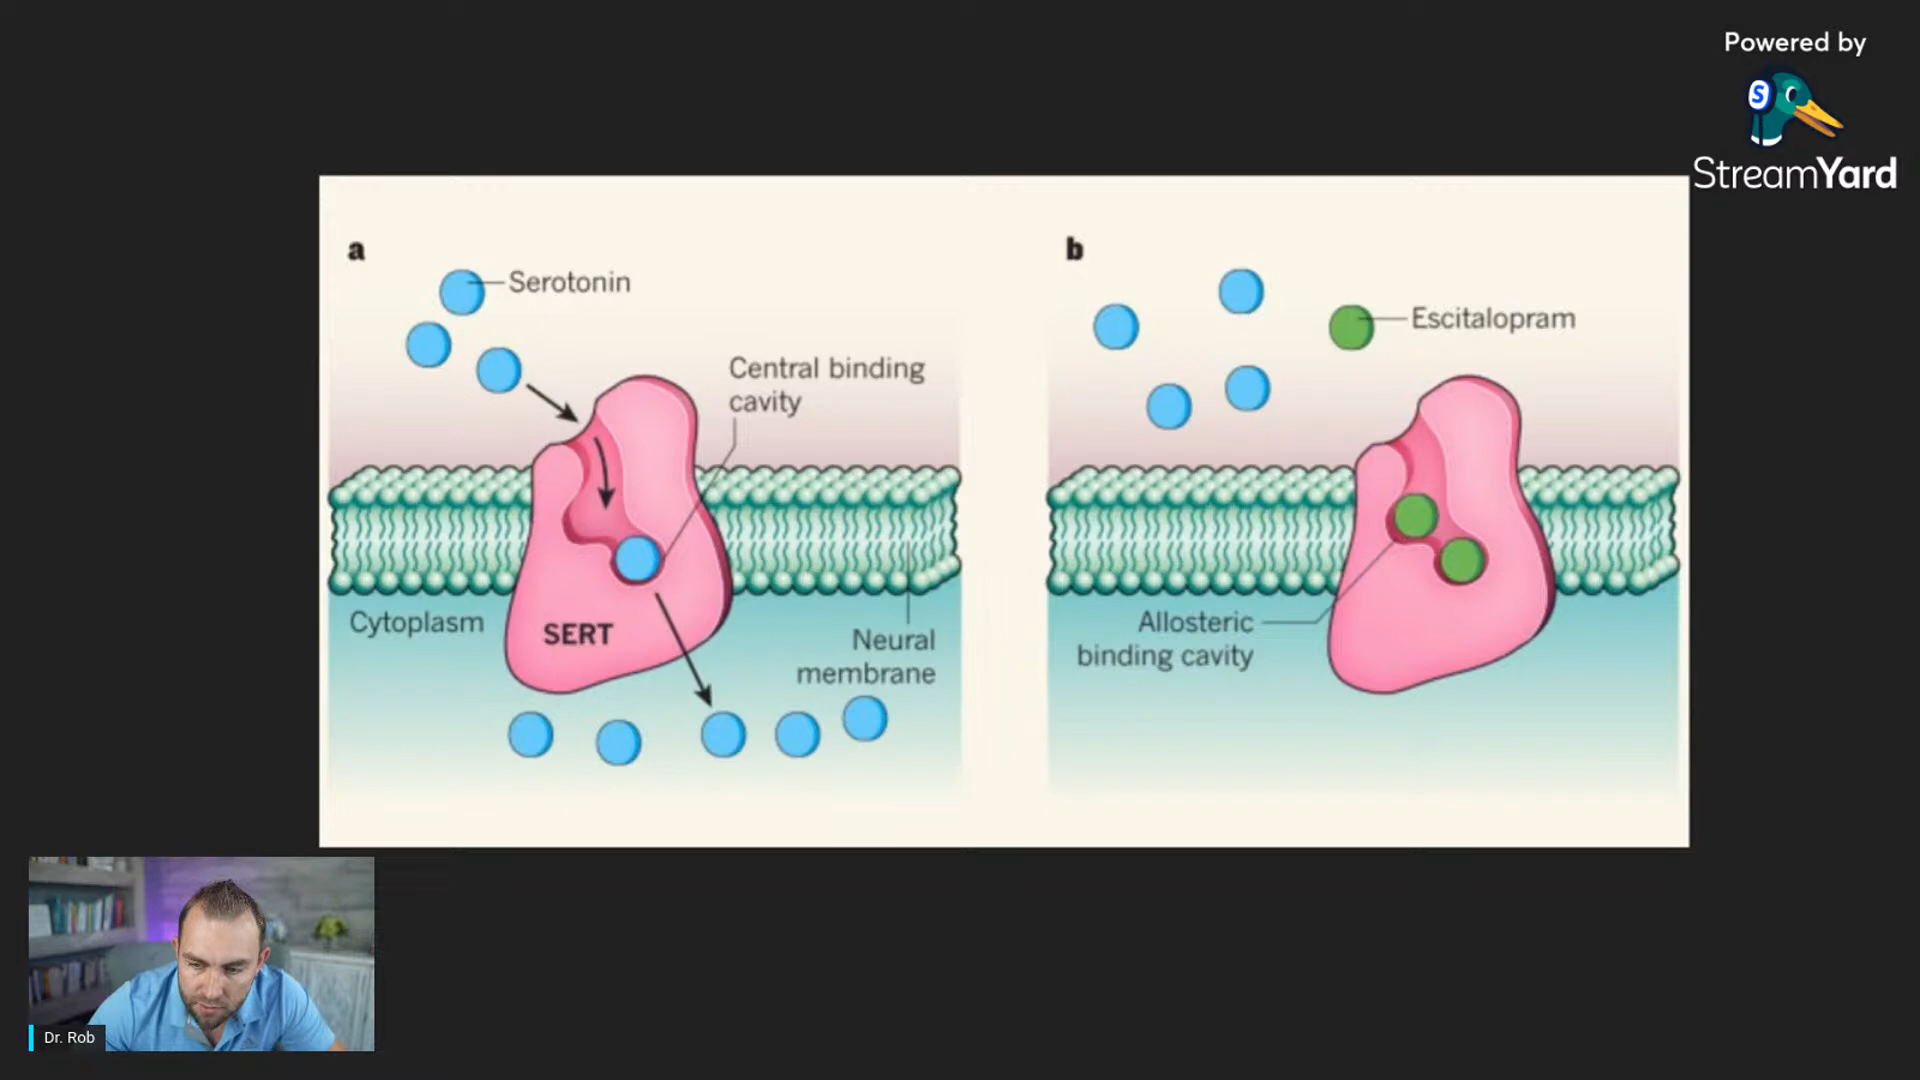 Powered by
S
StreamYard
a
Serotonin
Central binding
cavity
Cytoplasm
SERT
Neural
membrane
b
Escitalopram
Allosteric
binding cavity
Dr. Rob